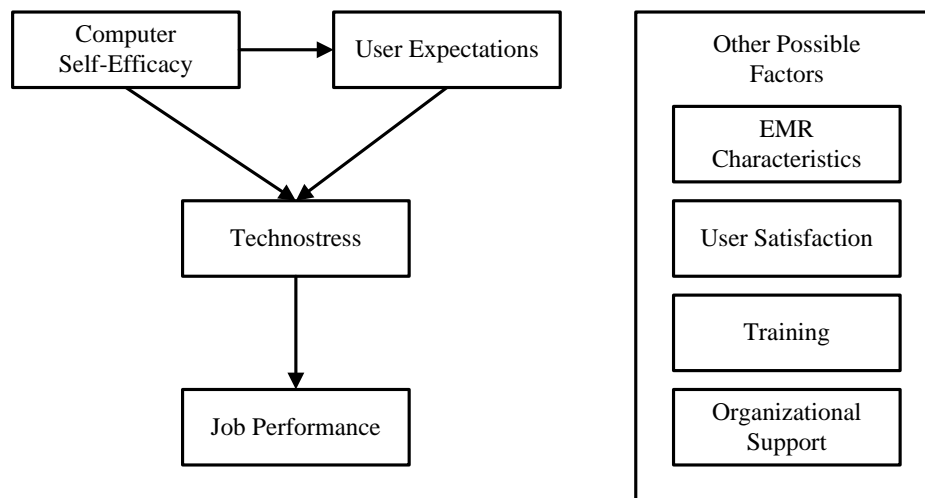 Computer
Self-Efficacy
User Expectations
Technostress
Job Performance
Other Possible
Factors
EMR
Characteristics
User Satisfaction
Training
Organizational
Support